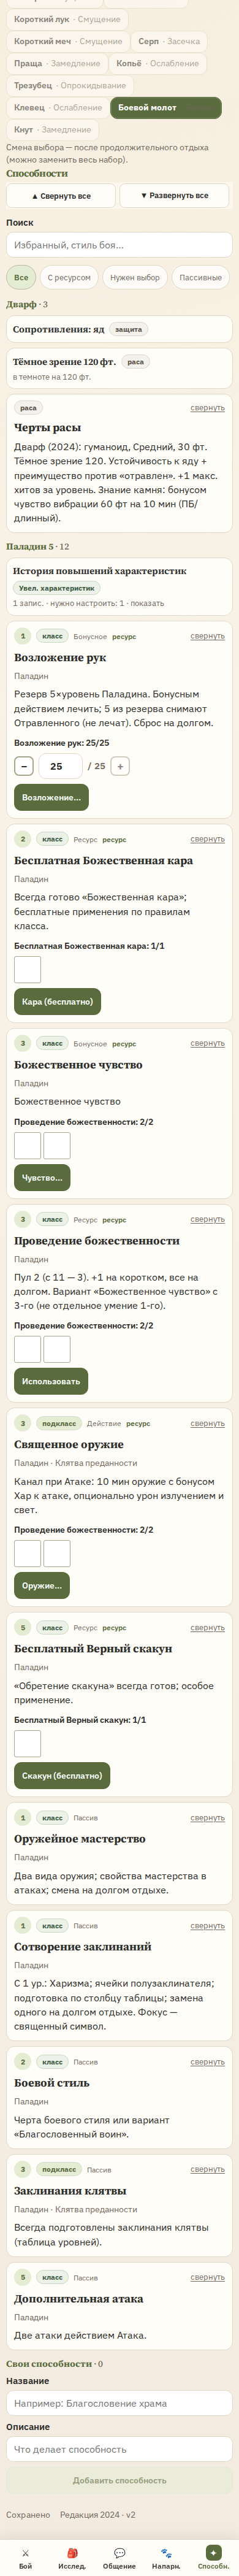 Короткий лук · Смущение
Короткий меч · Смущение
Серп · Засечка
Праща · Замедление
Копьё · Ослабление
Трезубец · Опрокидывание
Клевец · Ослабление
Боевой молот
Кнут · Замедление
Смена выбора — после продолжительного отдыха
(можно заменить весь набор).
Способности
▲ Свернуть все
▼ Развернуть все
Поиск
Избранный, стиль боя…
Все
С ресурсом
Нужен выбор
Пассивные
Дварф · 3
Сопротивления: яд защита
Тёмное зрение 120 фт. раса
в темноте на 120 фт.
раса свернуть
Черты расы
Дварф (2024): гуманоид, Средний, 30 фт.
Тёмное зрение 120. Устойчивость к яду +
преимущество против «отравлен». +1 макс.
хитов за уровень. Знание камня: бонусом
чувство вибрации 60 фт на 10 мин (ПБ/
длинный).
Паладин 5 · 12
История повышений характеристик
Увел. характеристик
1 запис. · нужно настроить: 1 · показать
1 класс Бонусное ресурс свернуть
Возложение рук
Паладин
Резерв 5×уровень Паладина. Бонусным
действием лечить; 5 из резерва снимают
Отравленного (не лечат). Сброс на долгом.
Возложение рук: 25/25
− 25 / 25 +
Возложение…
2 класс Ресурс ресурс свернуть
Бесплатная Божественная кара
Паладин
Всегда готово «Божественная кара»;
бесплатные применения по правилам
класса.
Бесплатная Божественная кара: 1/1
Кара (бесплатно)
3 класс Бонусное ресурс свернуть
Божественное чувство
Паладин
Божественное чувство
Проведение божественности: 2/2
Чувство…
3 класс Ресурс ресурс свернуть
Проведение божественности
Паладин
Пул 2 (с 11 — 3). +1 на коротком, все на
долгом. Вариант «Божественное чувство» с
3-го (не отдельное умение 1-го).
Проведение божественности: 2/2
Использовать
3 подкласс Действие ресурс свернуть
Священное оружие
Паладин · Клятва преданности
Канал при Атаке: 10 мин оружие с бонусом
Хар к атаке, опционально урон излучением и
свет.
Проведение божественности: 2/2
Оружие…
5 класс Ресурс ресурс свернуть
Бесплатный Верный скакун
Паладин
«Обретение скакуна» всегда готов; особое
применение.
Бесплатный Верный скакун: 1/1
Скакун (бесплатно)
1 класс Пассив свернуть
Оружейное мастерство
Паладин
Два вида оружия; свойства мастерства в
атаках; смена на долгом отдыхе.
1 класс Пассив свернуть
Сотворение заклинаний
Паладин
С 1 ур.: Харизма; ячейки полузаклинателя;
подготовка по столбцу таблицы; замена
одного на долгом отдыхе. Фокус —
священный символ.
2 класс Пассив свернуть
Боевой стиль
Паладин
Черта боевого стиля или вариант
«Благословенный воин».
3 подкласс Пассив свернуть
Заклинания клятвы
Паладин · Клятва преданности
Всегда подготовлены заклинания клятвы
(таблица уровней).
5 класс Пассив свернуть
Дополнительная атака
Паладин
Две атаки действием Атака.
Свои способности · 0
Название
Например: Благословение храма
Описание
Что делает способность
Добавить способность
Сохранено Редакция 2024 · v2
Бой
Исслед.
Общение
Напарн.
Способн.